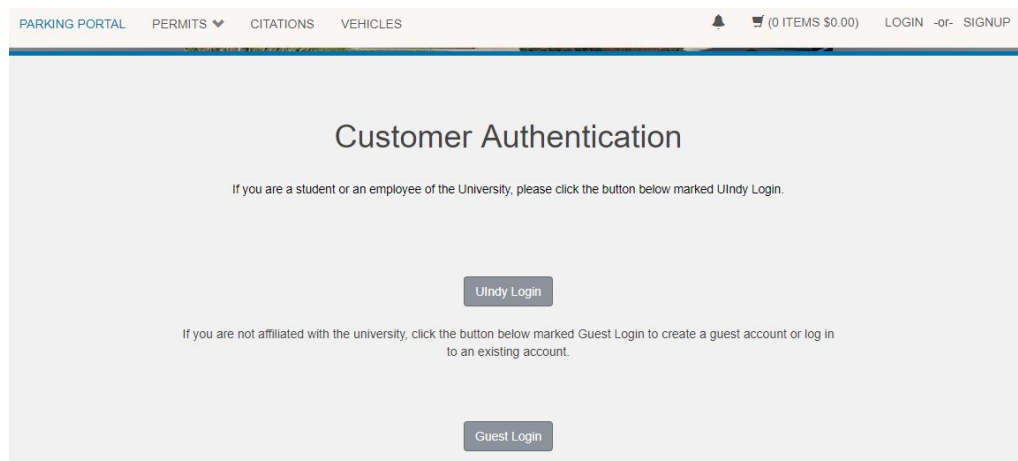 PARKING PORTAL PERMITS CITATIONS VEHICLES (0 ITEMS $0.00) LOGIN -or- SIGNUP
Customer Authentication
If you are a student or an employee of the University, please click the button below marked UIndy Login.
UIndy Login
If you are not affiliated with the university, click the button below marked Guest Login to create a guest account or log in
to an existing account.
Guest Login